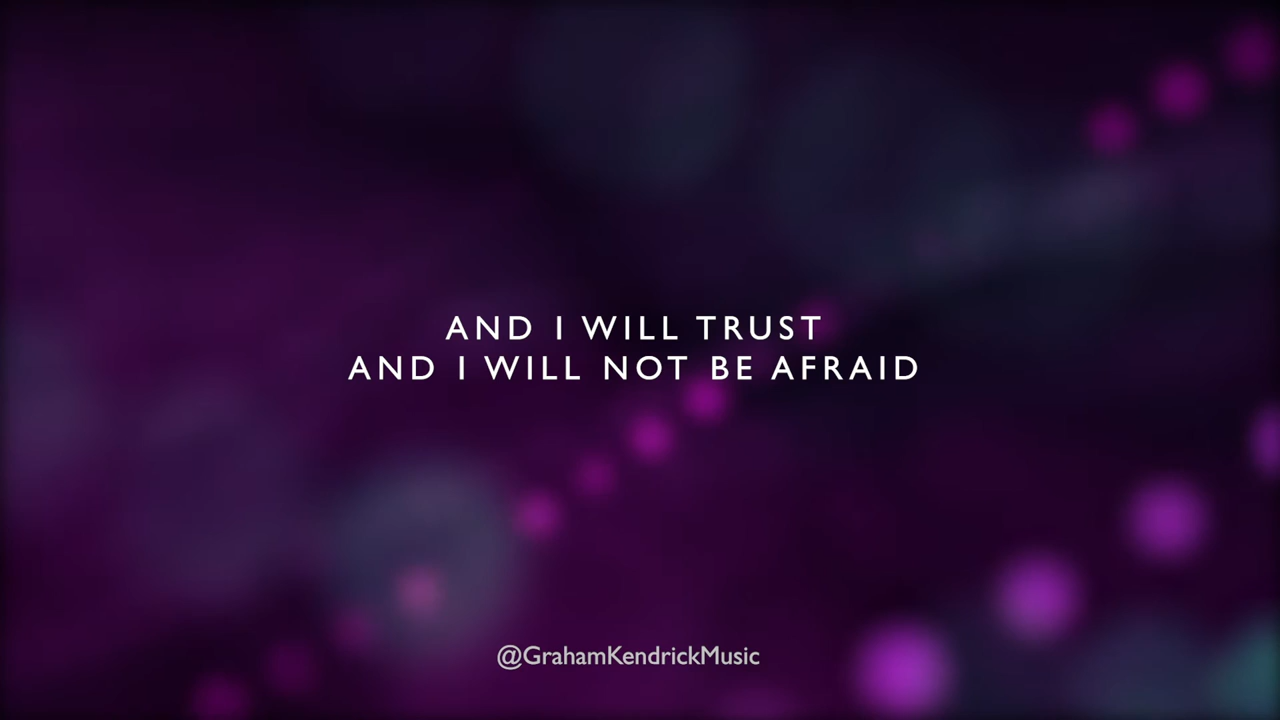 AND I WILL TRUST
AND I WILL NOT BE AFRAID
@GrahamKendrickMusic